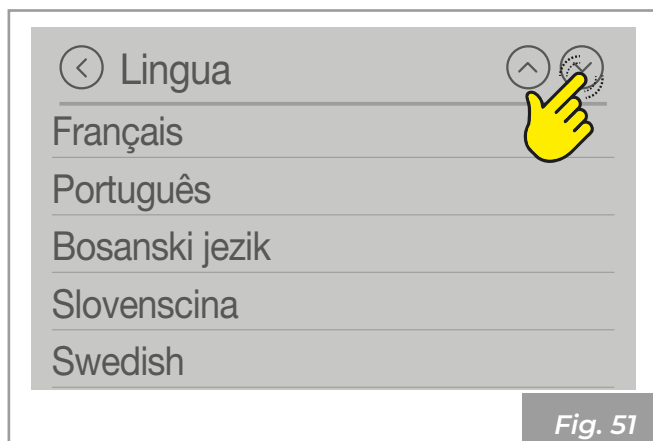 Lingua
Français
Português
Bosanski jezik
Slovenscina
Swedish
Fig. 51